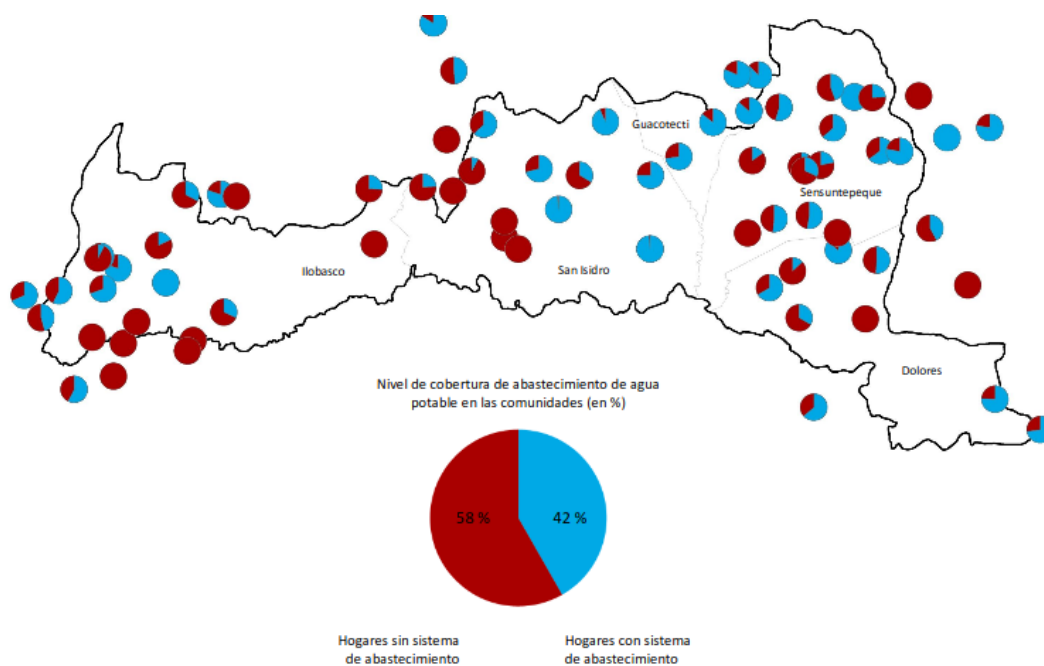 Guacotecti
Sensuntepeque
Ilobasco
San Isidro
Dolores
Nivel de cobertura de abastecimiento de agua
potable en las comunidades (en %)
58 %
42 %
Hogares sin sistema
de abastecimiento
Hogares con sistema
de abastecimiento